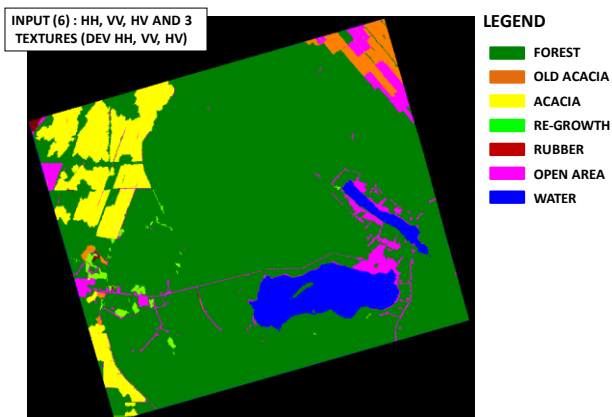 INPUT (6) : HH, VV, HV AND 3
TEXTURES (DEV HH, VV, HV)
LEGEND
FOREST
OLD ACACIA
ACACIA
RE-GROWTH
RUBBER
OPEN AREA
WATER